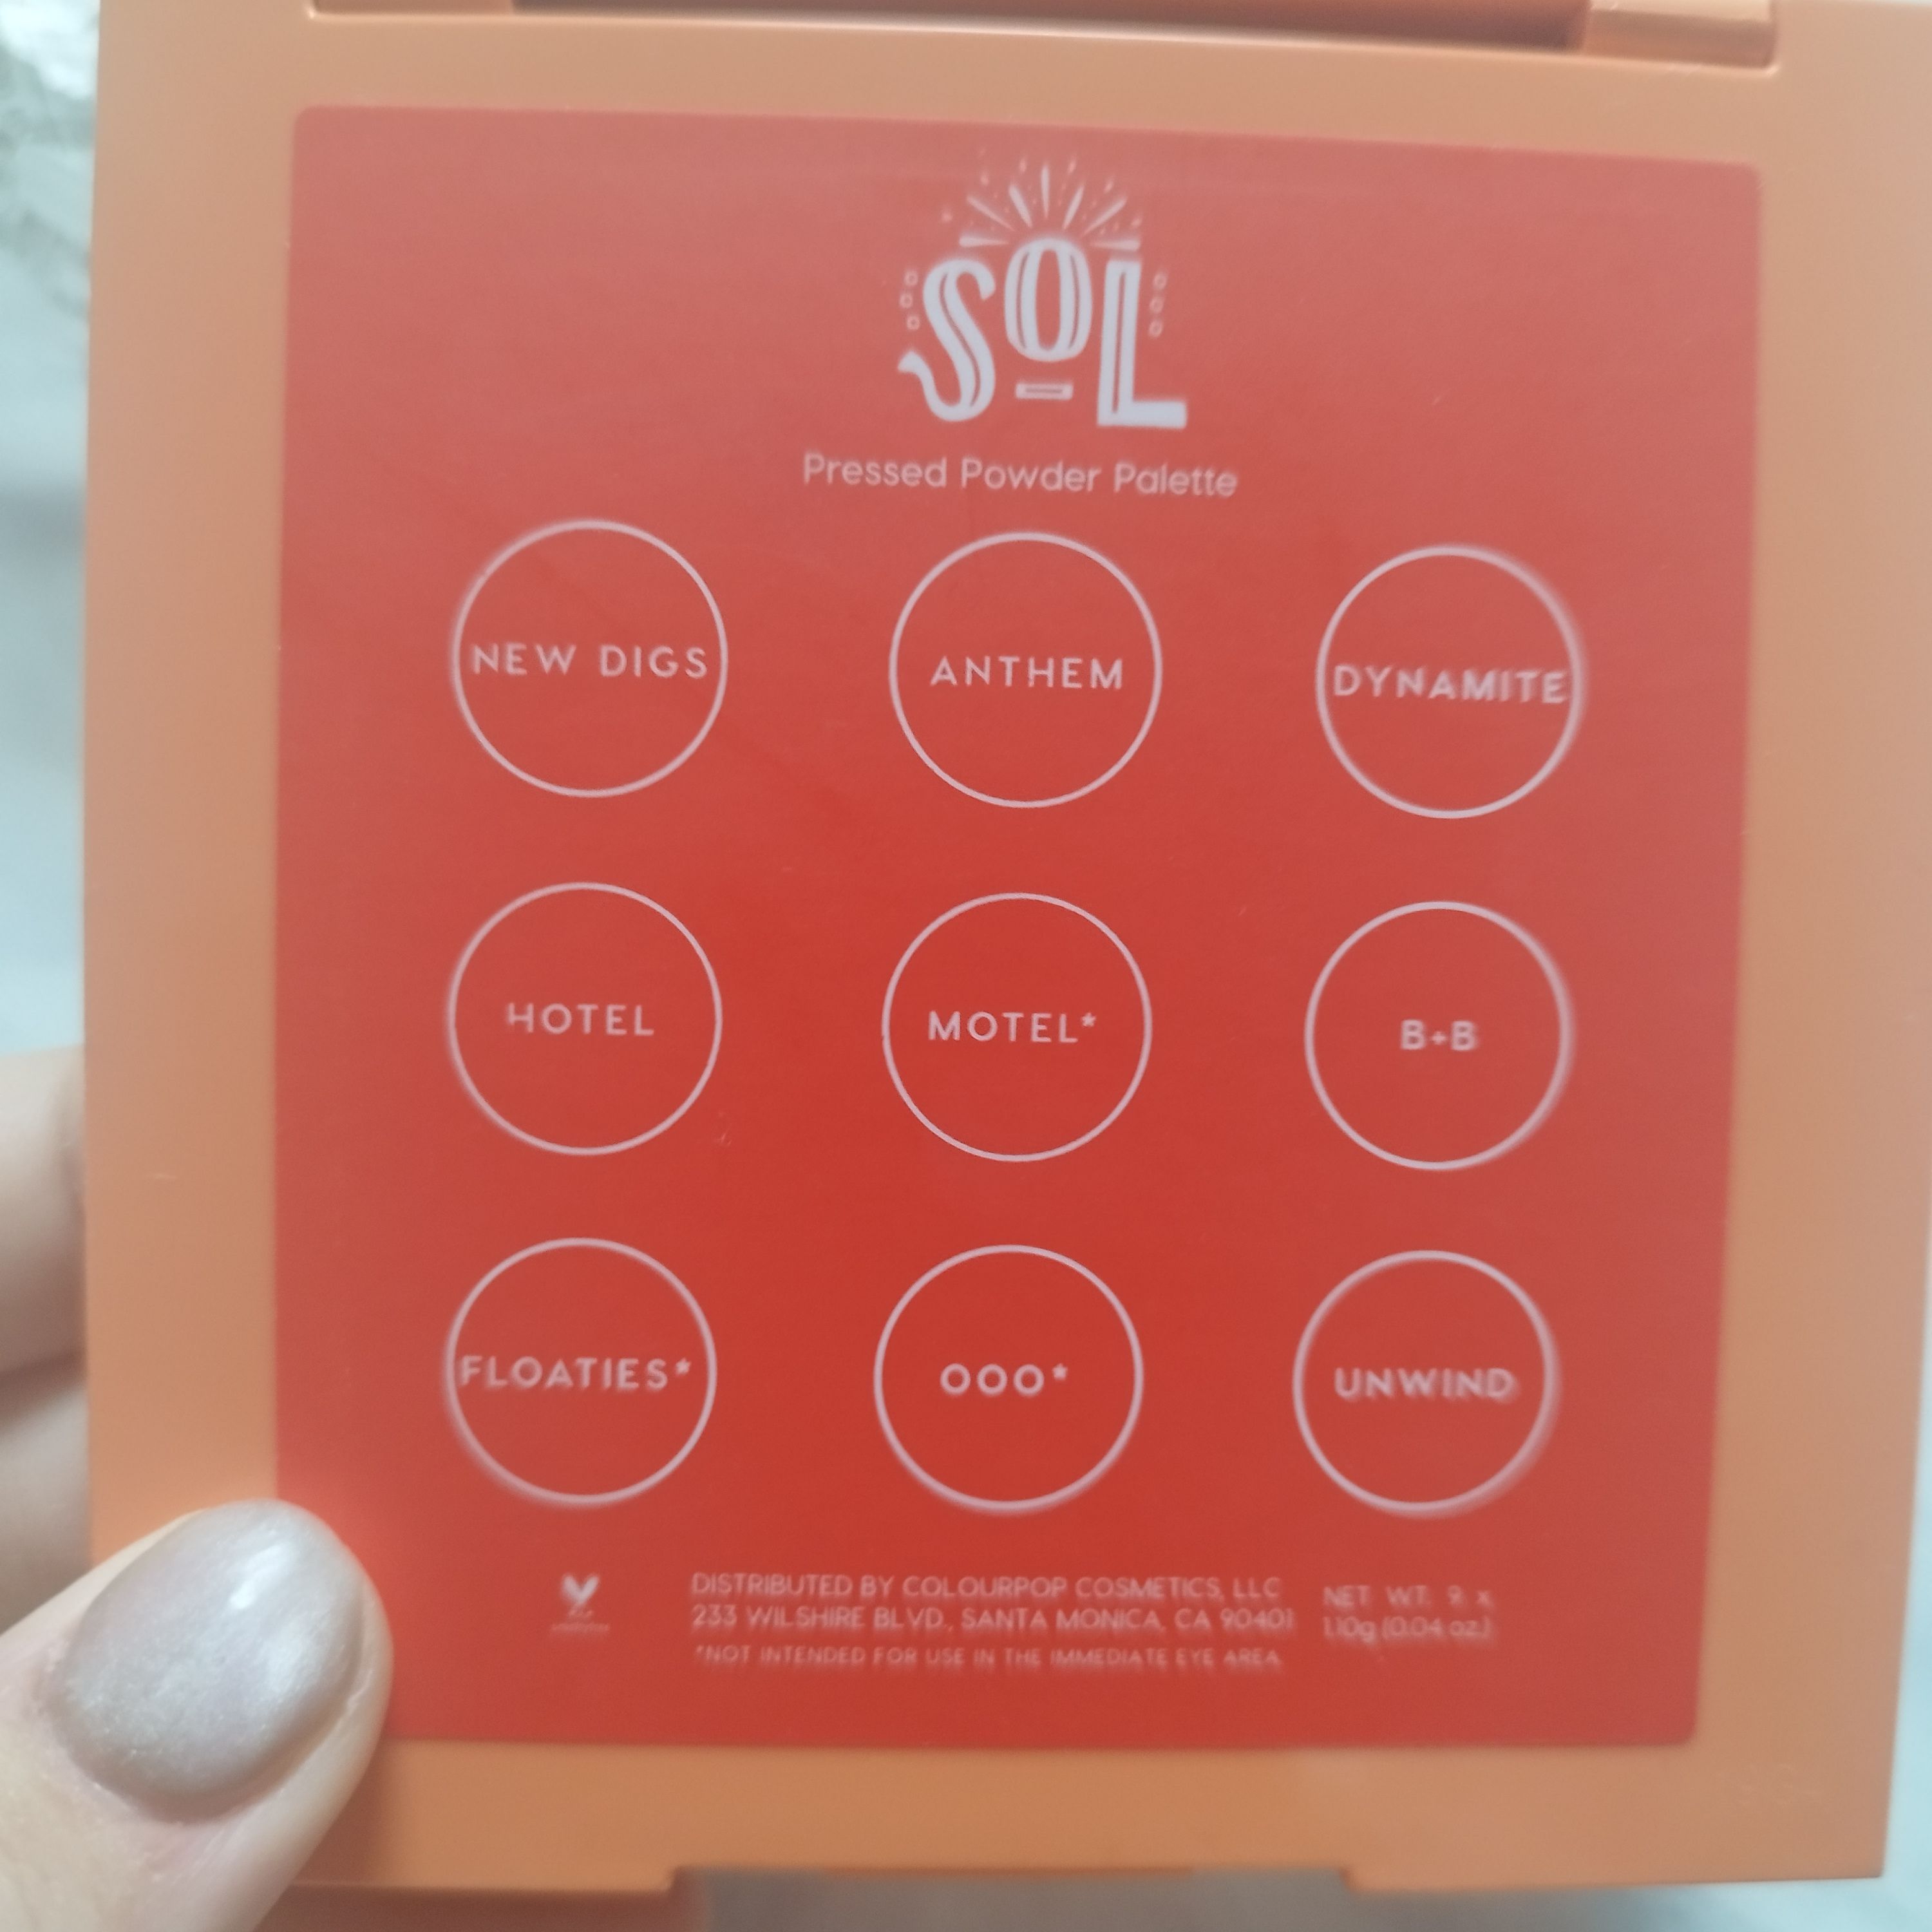 SOL
Pressed Powder Palette
NEW DIGS
ANTHEM
DYNAMITE
HOTEL
MOTEL*
B+B
FLOATIES*
OOO*
UNWIND
DISTRIBUTED BY COLOURPOP COSMETICS, LLC
233 WILSHIRE BLVD., SANTA MONICA, CA 90401
*NOT INTENDED FOR USE IN THE IMMEDIATE EYE AREA.
NET. WT. 9 x
1.10g (0.04 oz.)